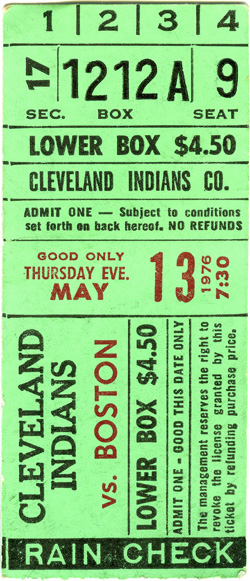 1 2 3 4
17 1212A 9
SEC. BOX SEAT
LOWER BOX $4.50
CLEVELAND INDIANS CO.
ADMIT ONE — Subject to conditions
set forth on back hereof. NO REFUNDS
GOOD ONLY
THURSDAY EVE.
MAY 13 1976
7:30
CLEVELAND
INDIANS
vs. BOSTON
LOWER BOX $4.50
ADMIT ONE - GOOD THIS DATE ONLY
The management reserves the right to
revoke the license granted by this
ticket by refunding purchase price.
RAIN CHECK